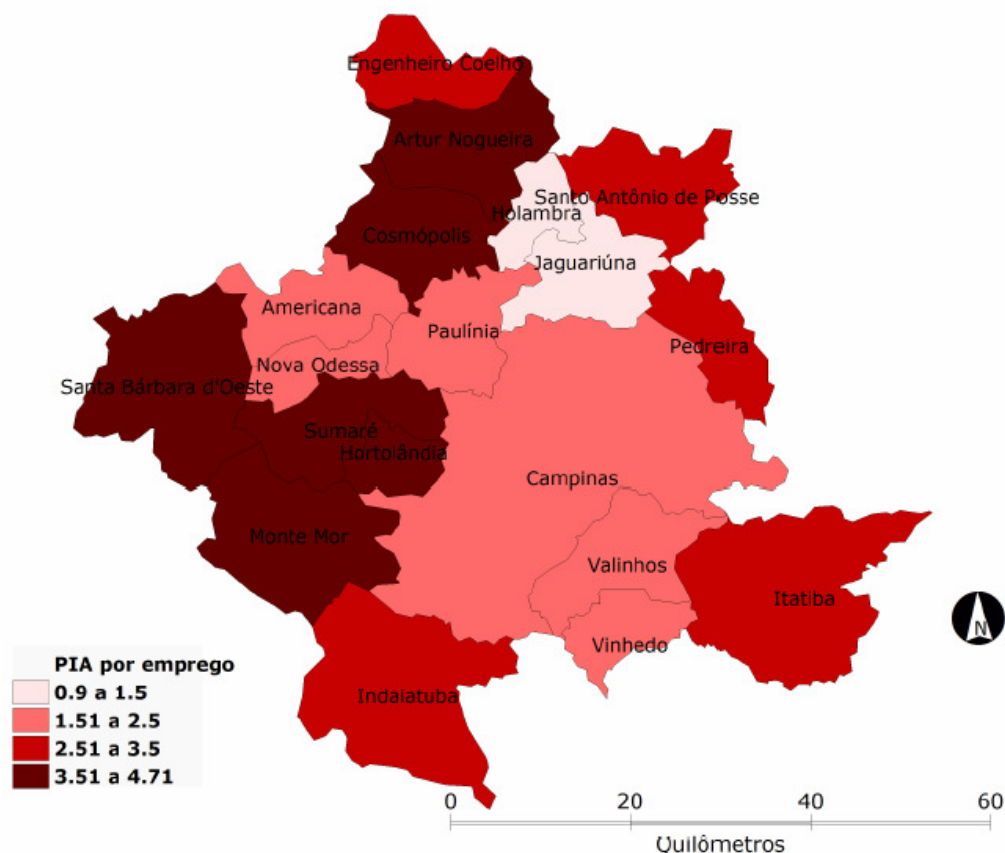 Engenheiro Coelho
Artur Nogueira
Santo Antônio de Posse
Holambra
Cosmópolis
Jaguariúna
Americana
Paulínia
Pedreira
Nova Odessa
Santa Bárbara d'Oeste
Sumaré
Hortolândia
Campinas
Monte Mor
Valinhos
Itatiba
Vinhedo
Indaiatuba
N
PIA por emprego
0.9 a 1.5
1.51 a 2.5
2.51 a 3.5
3.51 a 4.71
0 20 40 60
Quilômetros